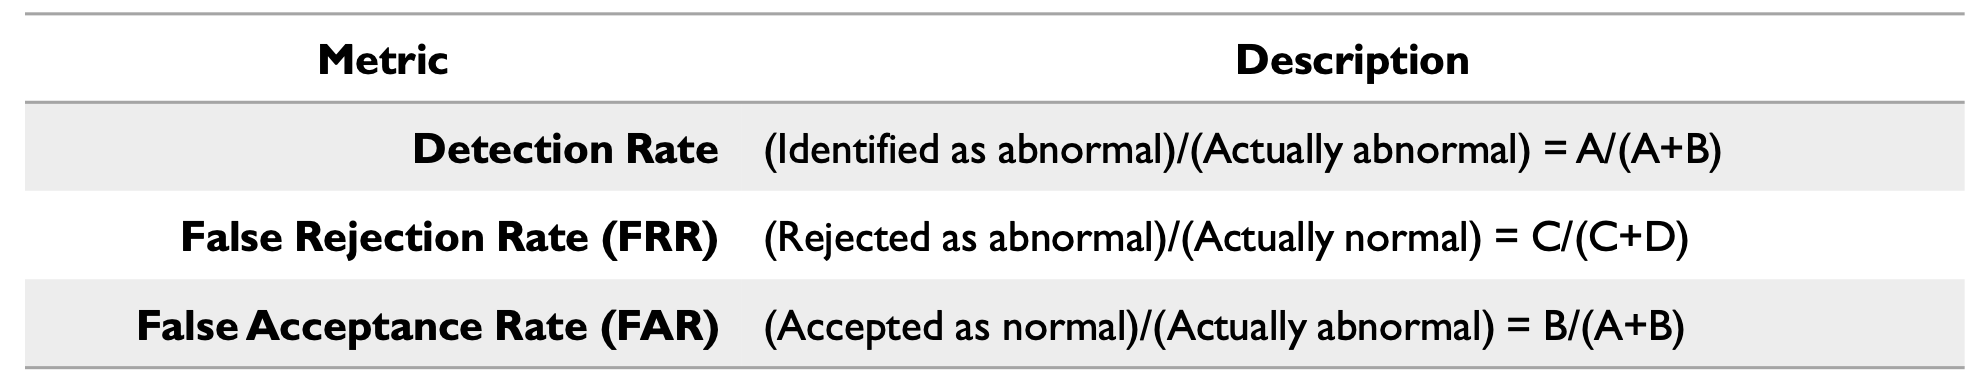 Metric Description
Detection Rate (Identified as abnormal)/(Actually abnormal) = A/(A+B)
False Rejection Rate (FRR) (Rejected as abnormal)/(Actually normal) = C/(C+D)
False Acceptance Rate (FAR) (Accepted as normal)/(Actually abnormal) = B/(A+B)